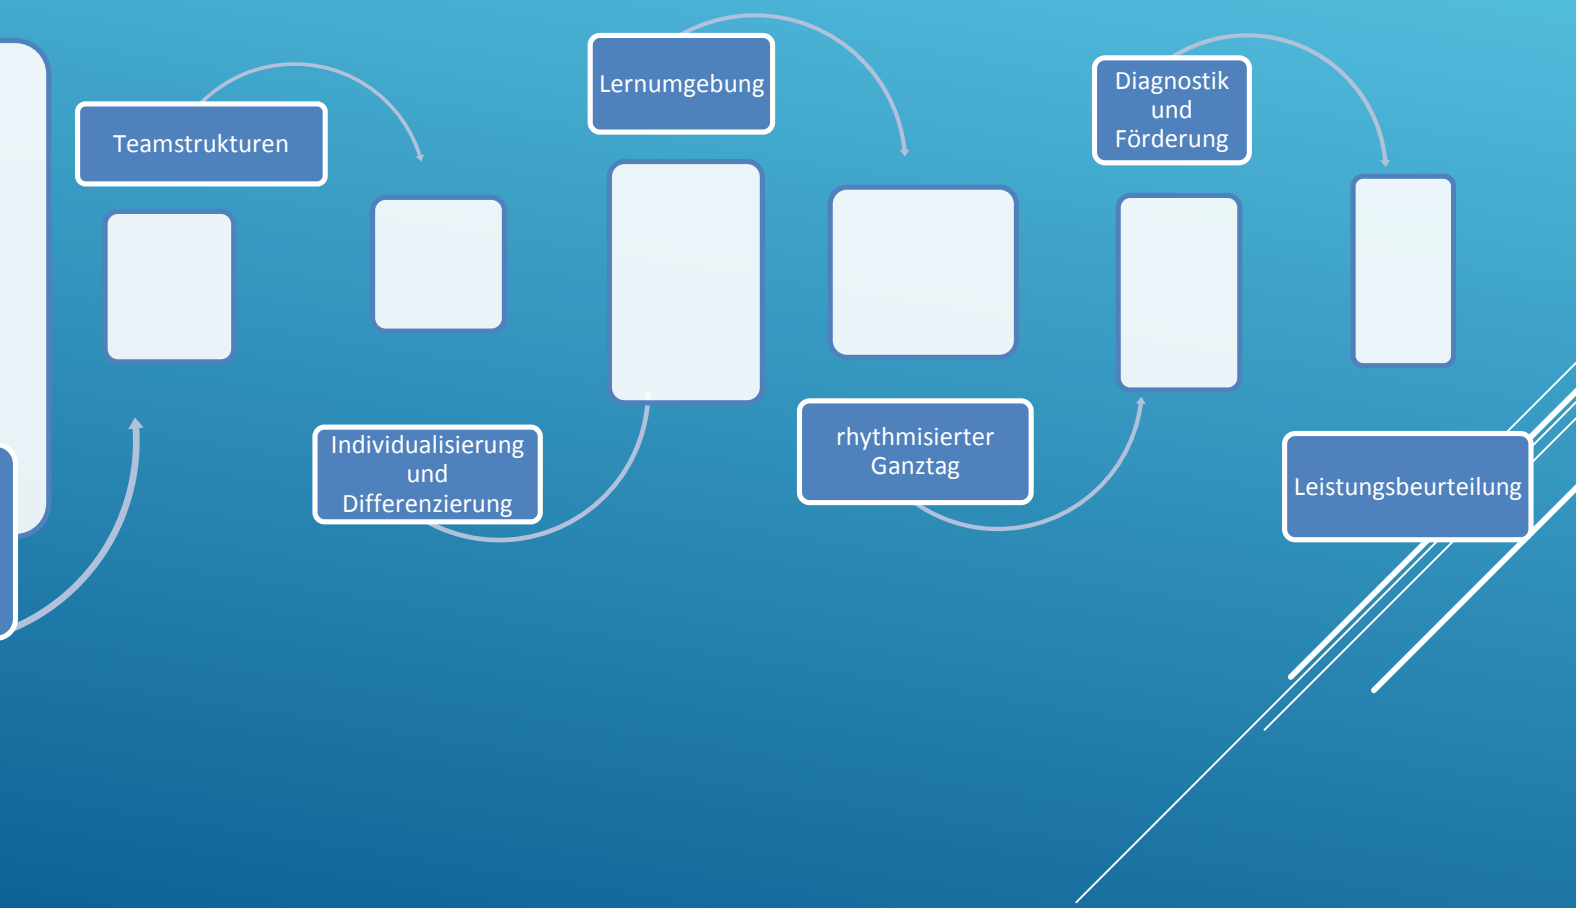 Teamstrukturen
Individualisierung
und
Differenzierung
Lernumgebung
rhythmisierter
Ganztag
Diagnostik
und
Förderung
Leistungsbeurteilung